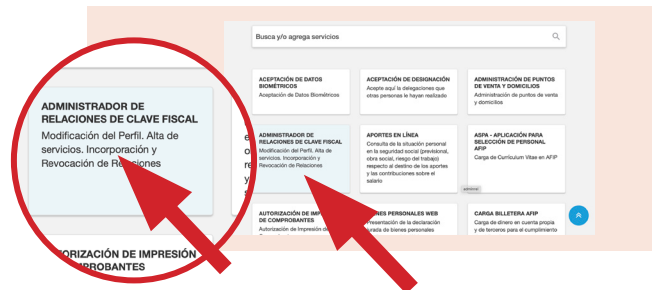 Busca y/o agrega servicios
ADMINISTRADOR DE
RELACIONES DE CLAVE FISCAL
Modificación del Perfil. Alta de
servicios. Incorporación y
Revocación de Relaciones
AUTORIZACIÓN DE IMPRESIÓN
COMPROBANTES
ACEPTACIÓN DE DATOS
BIOMÉTRICOS
Aceptación de Datos Biométricos
ACEPTACIÓN DE DESIGNACIÓN
Acepte aquí la delegaciones que
otras personas le hayan realizado
ADMINISTRACIÓN DE PUNTOS
DE VENTA Y DOMICILIOS
Administración de puntos de venta
y domicilios
ADMINISTRADOR DE
RELACIONES DE CLAVE FISCAL
Modificación del Perfil. Alta de
servicios. Incorporación y
Revocación de Relaciones
APORTES EN LÍNEA
Consulta de la situación personal
en la seguridad social (previsional,
obra social, riesgo del trabajo)
respecto al destino de los aportes
y las contribuciones sobre el
salario
ASPA - APLICACIÓN PARA
SELECCIÓN DE PERSONAL
AFIP
Carga de Curriculum Vitae en AFIP
AUTORIZACIÓN DE
DE COMPROBANTES
Autorización de Impresión de
PERSONALES WEB
Presentación de la declaración
jurada de bienes personales
CARGA BILLETERA AFIP
Carga de dinero en cuenta propia
y de terceros para el cumplimiento